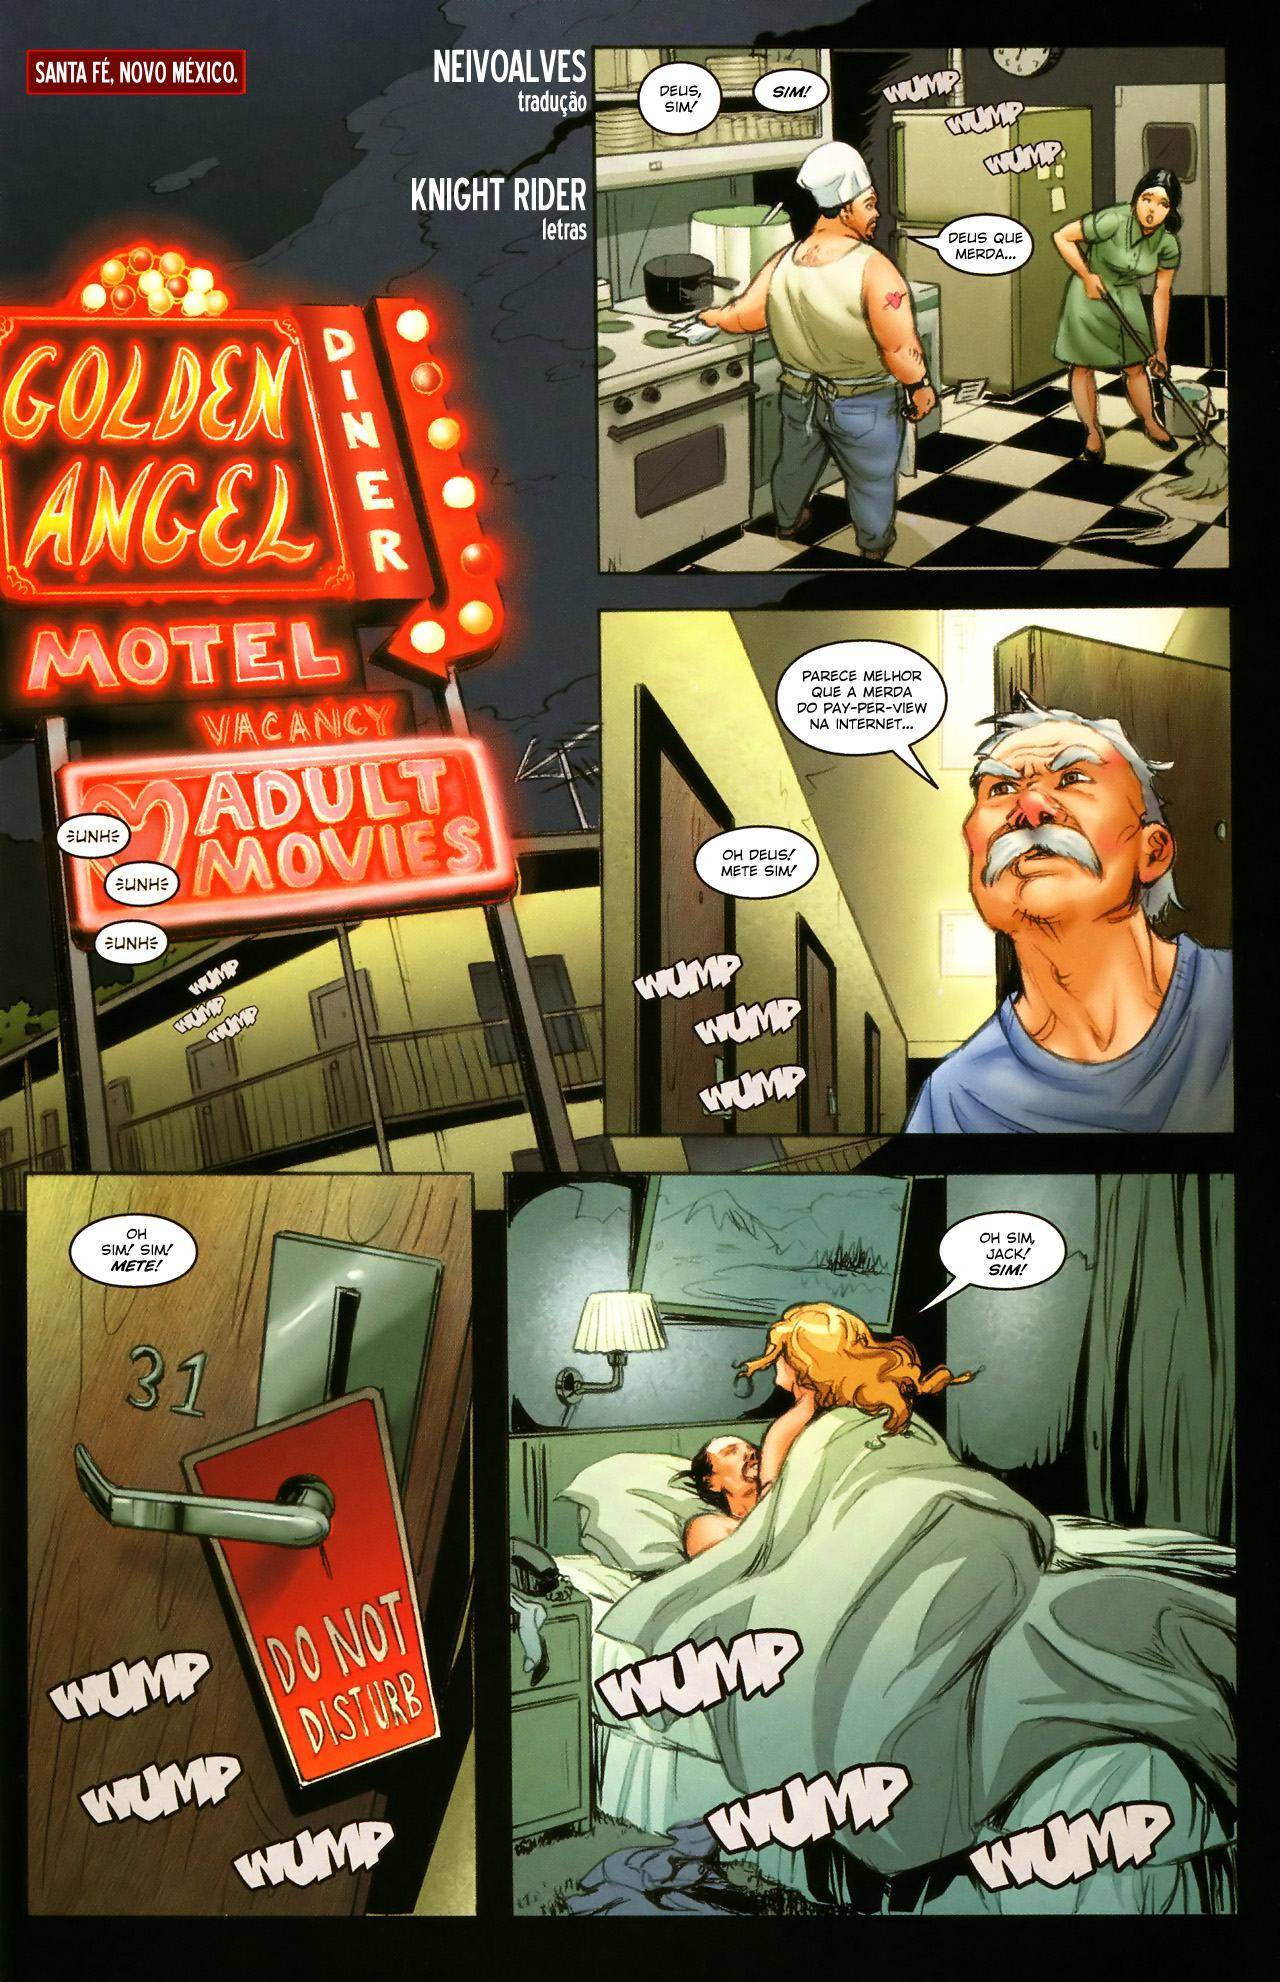 SANTA FÉ, NOVO MÉXICO.
NEIVOALVES
tradução
KNIGHT RIDER
letras
GOLDEN
ANGEL
DINER
MOTEL
VACANCY
ADULT
MOVIES
UNH
UNH
UNH
WUMP
WUMP
WUMP
DEUS,
SIM!
SIM!
WUMP
WUMP
WUMP
DEUS QUE
MERDA...
PARECE MELHOR
QUE A MERDA
DO PAY-PER-VIEW
NA INTERNET...
OH DEUS!
METE SIM!
WUMP
WUMP
WUMP
OH
SIM! SIM!
METE!
31
DO NOT
DISTURB
WUMP
WUMP
WUMP
OH SIM,
JACK!
SIM!
WUMP
WUMP
WUMP